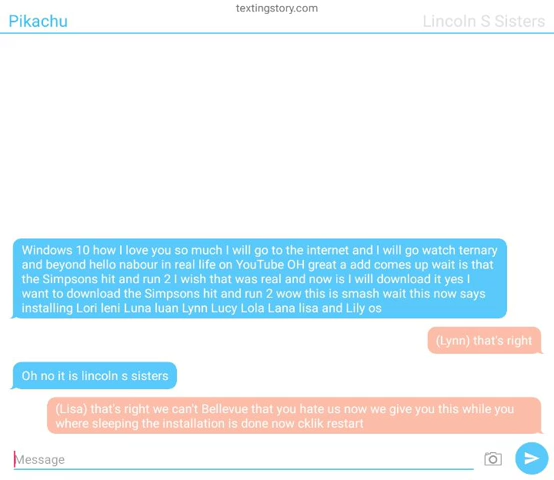 textingstory.com
Pikachu
Lincoln S Sisters
Windows 10 how I love you so much I will go to the internet and I will go watch ternary
and beyond hello nabour in real life on YouTube OH great a add comes up wait is that
the Simpsons hit and run 2 I wish that was real and now is I will download it yes I
want to download the Simpsons hit and run 2 wow this is smash wait this now says
installing Lori leni Luna luan Lynn Lucy Lola Lana lisa and Lily os
(Lynn) that's right
Oh no it is lincoln s sisters
(Lisa) that's right we can't Bellevue that you hate us now we give you this while you
where sleeping the installation is done now cklik restart
Message